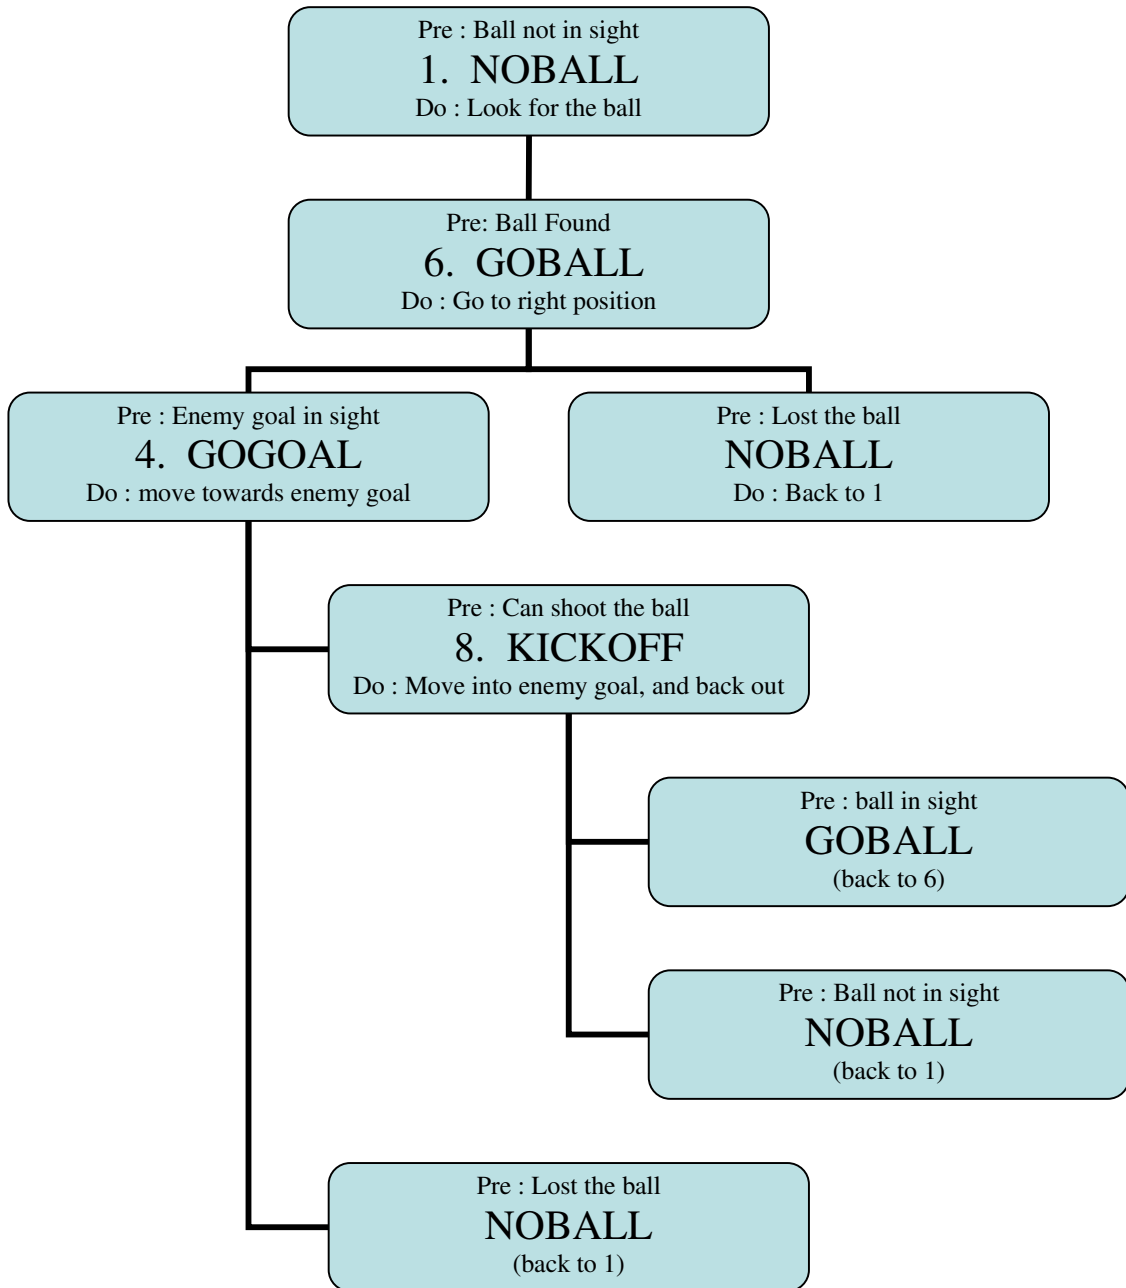 Pre : Ball not in sight
1. NOBALL
Do : Look for the ball
Pre: Ball Found
6. GOBALL
Do : Go to right position
Pre : Enemy goal in sight
4. GOGOAL
Do : move towards enemy goal
Pre : Lost the ball
NOBALL
Do : Back to 1
Pre : Can shoot the ball
8. KICKOFF
Do : Move into enemy goal, and back out
Pre : ball in sight
GOBALL
(back to 6)
Pre : Ball not in sight
NOBALL
(back to 1)
Pre : Lost the ball
NOBALL
(back to 1)